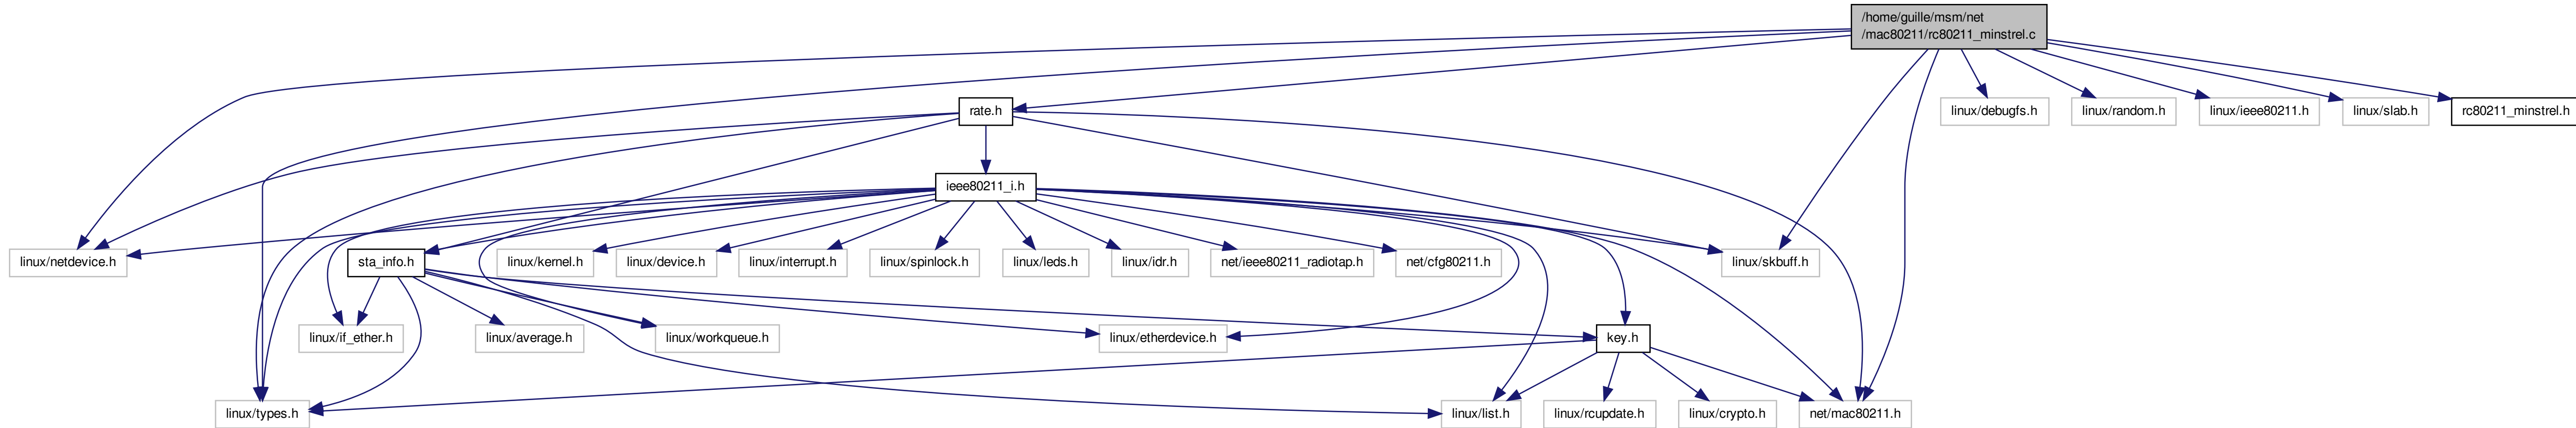 /home/guille/msm/net
/mac80211/rc80211_minstrel.c
rate.h
linux/debugfs.h
linux/random.h
linux/ieee80211.h
linux/slab.h
rc80211_minstrel.h
ieee80211_i.h
linux/netdevice.h
sta_info.h
linux/kernel.h
linux/device.h
linux/interrupt.h
linux/spinlock.h
linux/leds.h
linux/idr.h
net/ieee80211_radiotap.h
net/cfg80211.h
linux/skbuff.h
linux/if_ether.h
linux/average.h
linux/workqueue.h
linux/etherdevice.h
key.h
linux/types.h
linux/list.h
linux/rcupdate.h
linux/crypto.h
net/mac80211.h